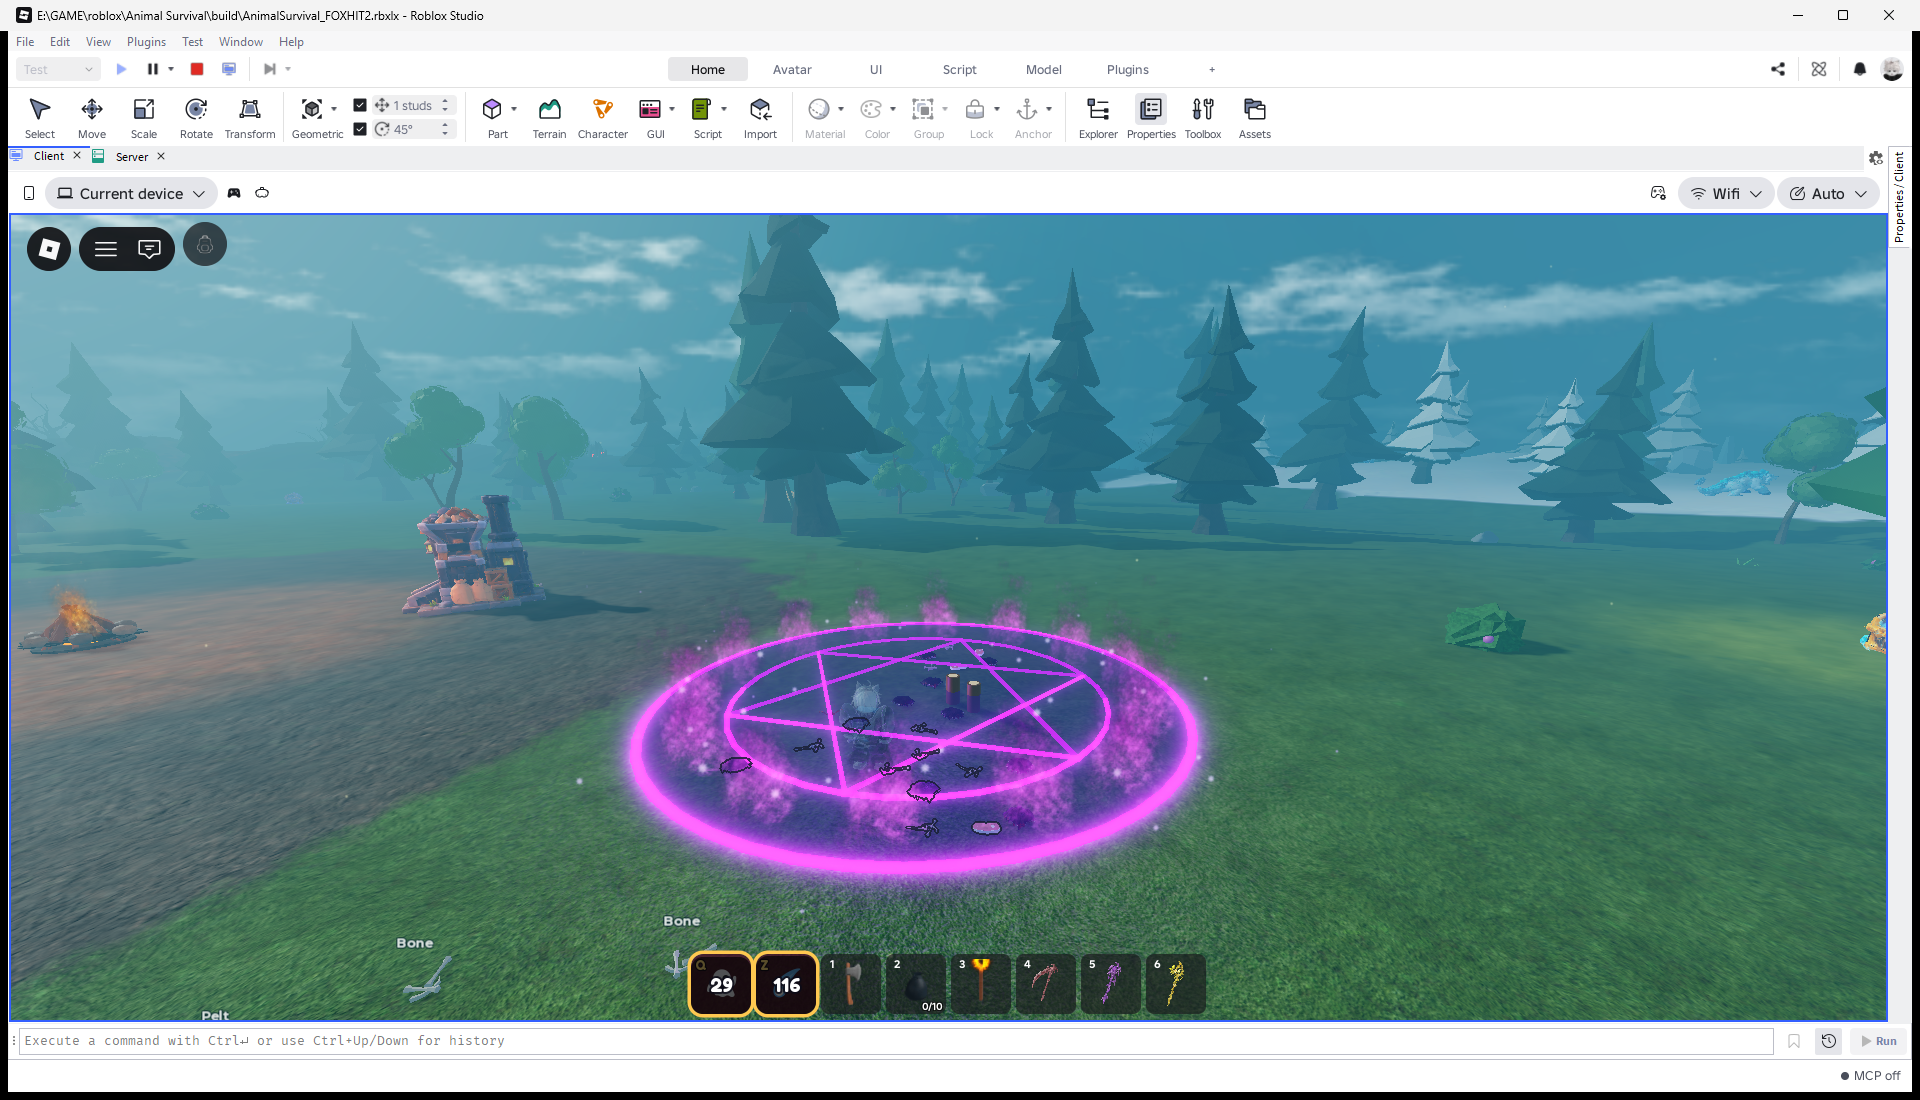 E:\GAME\roblox\Animal Survival\build\AnimalSurvival_FOXHIT2.rbxlx - Roblox Studio
File Edit View Plugins Test Window Help
Test
Home Avatar UI Script Model Plugins +
1 studs
45°
Select Move Scale Rotate Transform Geometric Part Terrain Character GUI Script Import Material Color Group Lock Anchor Explorer Properties Toolbox Assets
Client Server
Properties / Client
Current device
Wifi
Auto
Bone
Bone
Pelt
Q 29
Z 116
1
2
0/10
3
4
5
6
Execute a command with Ctrl↵ or use Ctrl+Up/Down for history
Run
MCP off